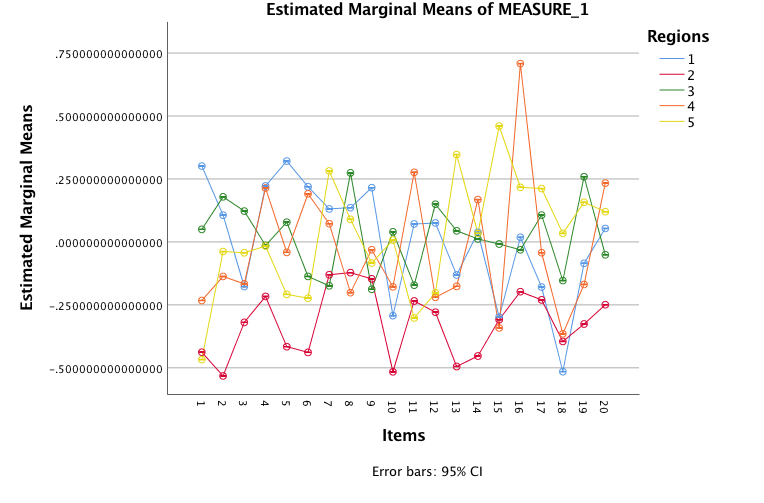 Estimated Marginal Means of MEASURE_1
Regions
1
2
3
4
5
Estimated Marginal Means
.750000000000000
.500000000000000
.250000000000000
.000000000000000
-.250000000000000
-.500000000000000
1 2 3 4 5 6 7 8 9 10 11 12 13 14 15 16 17 18 19 20
Items
Error bars: 95% CI